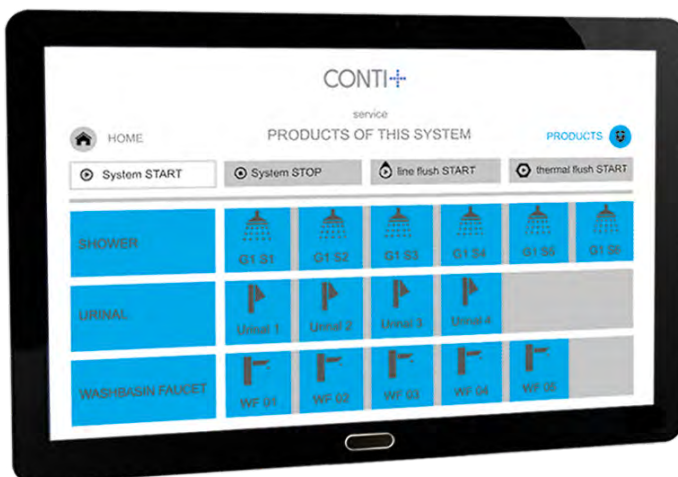 CONTI+
service
HOME
PRODUCTS OF THIS SYSTEM
PRODUCTS
System START
System STOP
line flush START
thermal flush START
SHOWER
G1 S1
G1 S2
G1 S3
G1 S4
G1 S5
G1 S6
URINAL
Urinal 1
Urinal 2
Urinal 3
Urinal 4
WASHBASIN FAUCET
WF 01
WF 02
WF 03
WF 04
WF 05